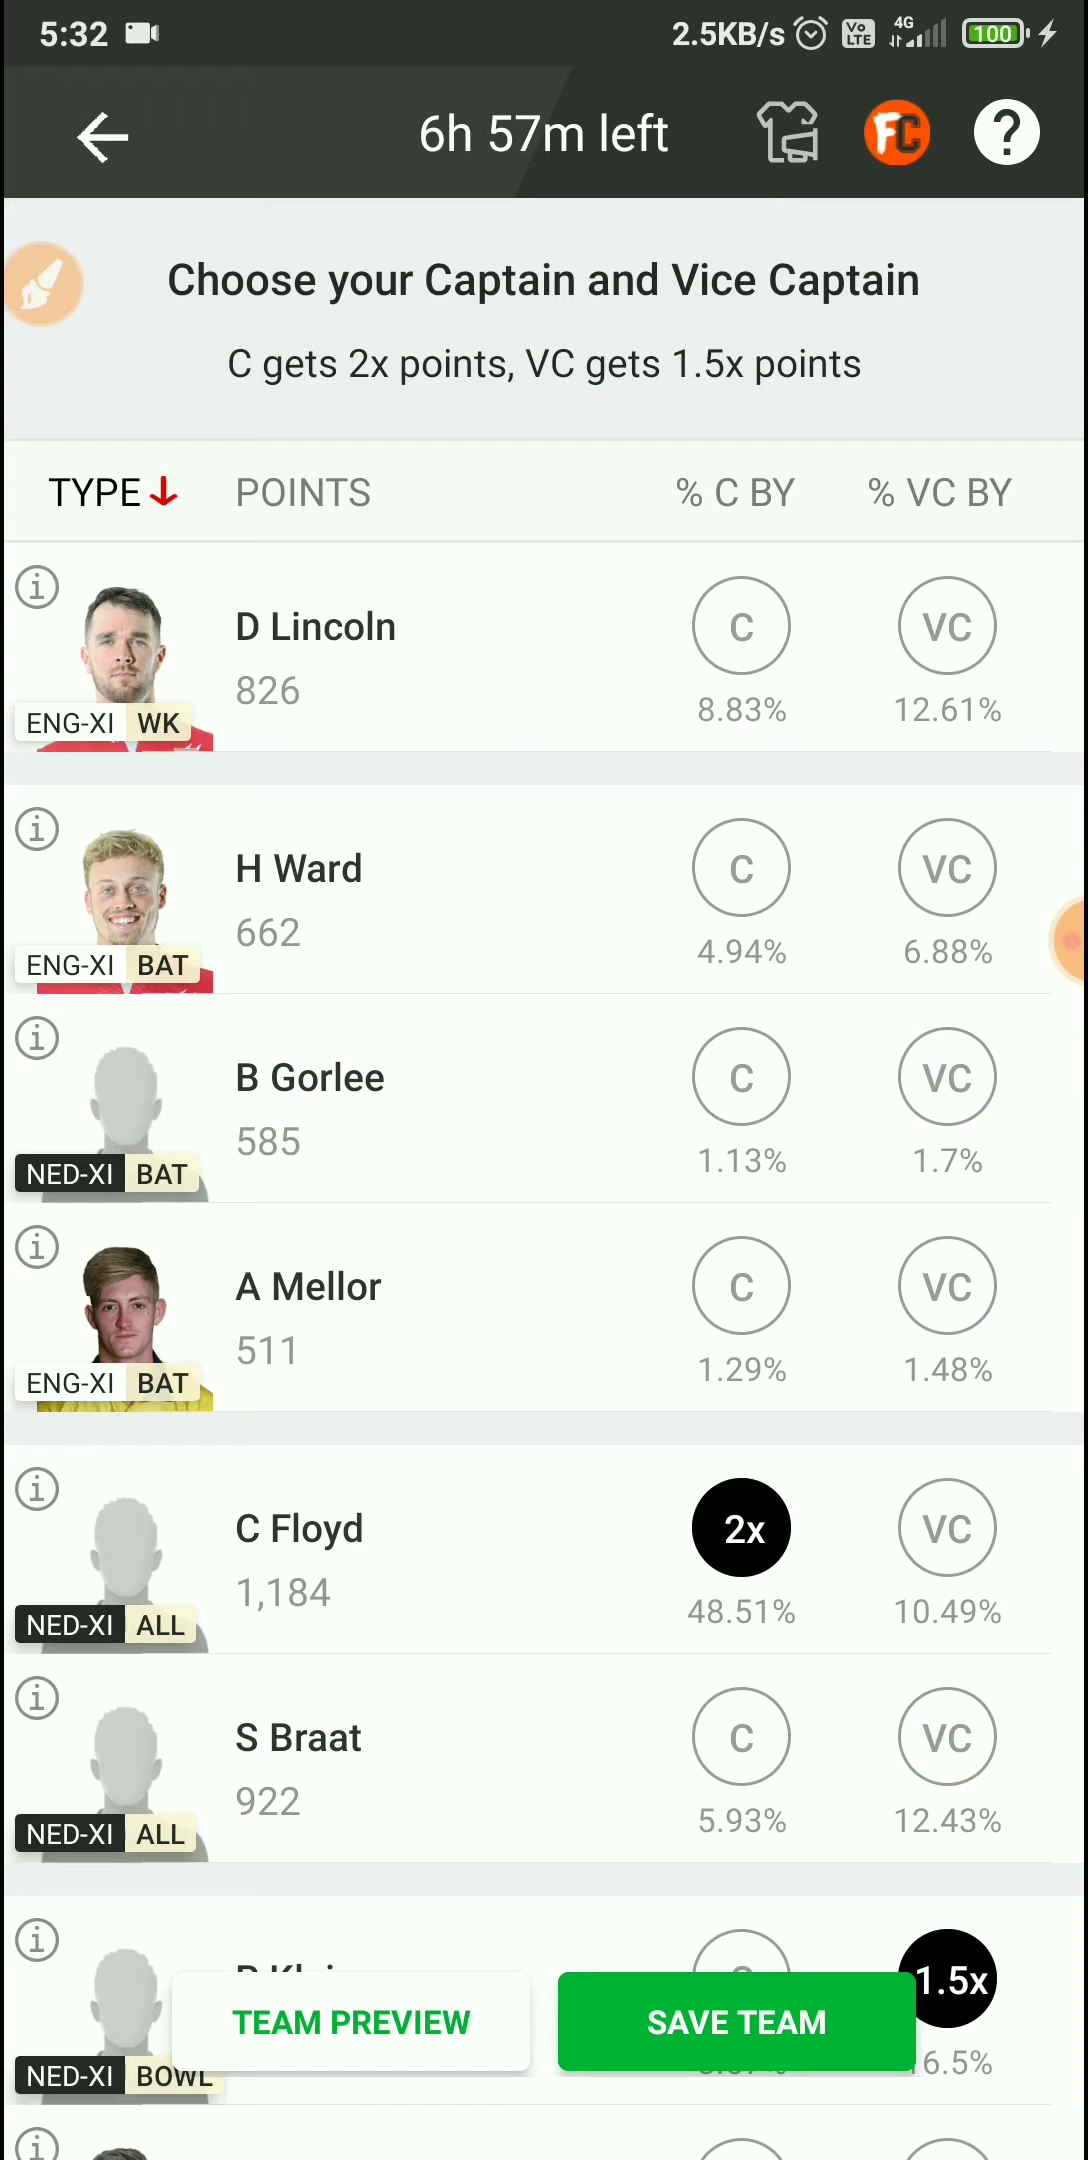 5:32 2.5KB/s Vo LTE 4G 100
6h 57m left FC ?
Choose your Captain and Vice Captain
C gets 2x points, VC gets 1.5x points
TYPE POINTS % C BY % VC BY
i
D Lincoln C VC
826 8.83% 12.61%
ENG-XI WK
i
H Ward C VC
662 4.94% 6.88%
ENG-XI BAT
i
B Gorlee C VC
585 1.13% 1.7%
NED-XI BAT
i
A Mellor C VC
511 1.29% 1.48%
ENG-XI BAT
i
C Floyd 2x VC
1,184 48.51% 10.49%
NED-XI ALL
i
S Braat C VC
922 5.93% 12.43%
NED-XI ALL
i
1.5x
TEAM PREVIEW SAVE TEAM
6.5%
NED-XI BOWL
i